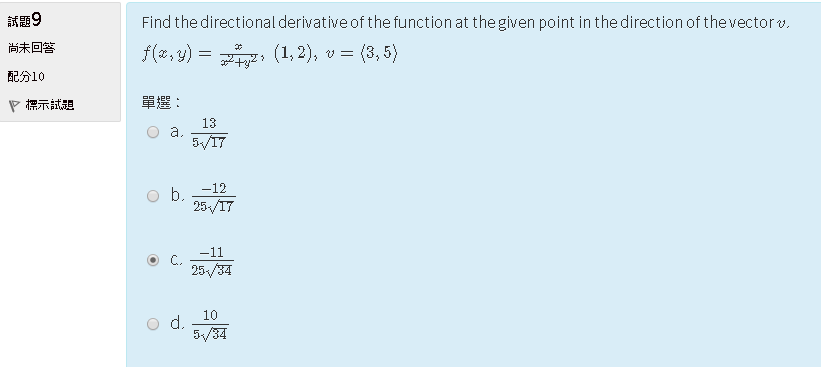 試題9
尚未回答
配分10
標示試題
Find the directional derivative of the function at the given point in the direction of the vector v.
f(x, y) = x/(x²+y²), (1, 2), v = ⟨3, 5⟩
單選：
a. 13/(5√17)
b. −12/(25√17)
c. −11/(25√34)
d. 10/(5√34)